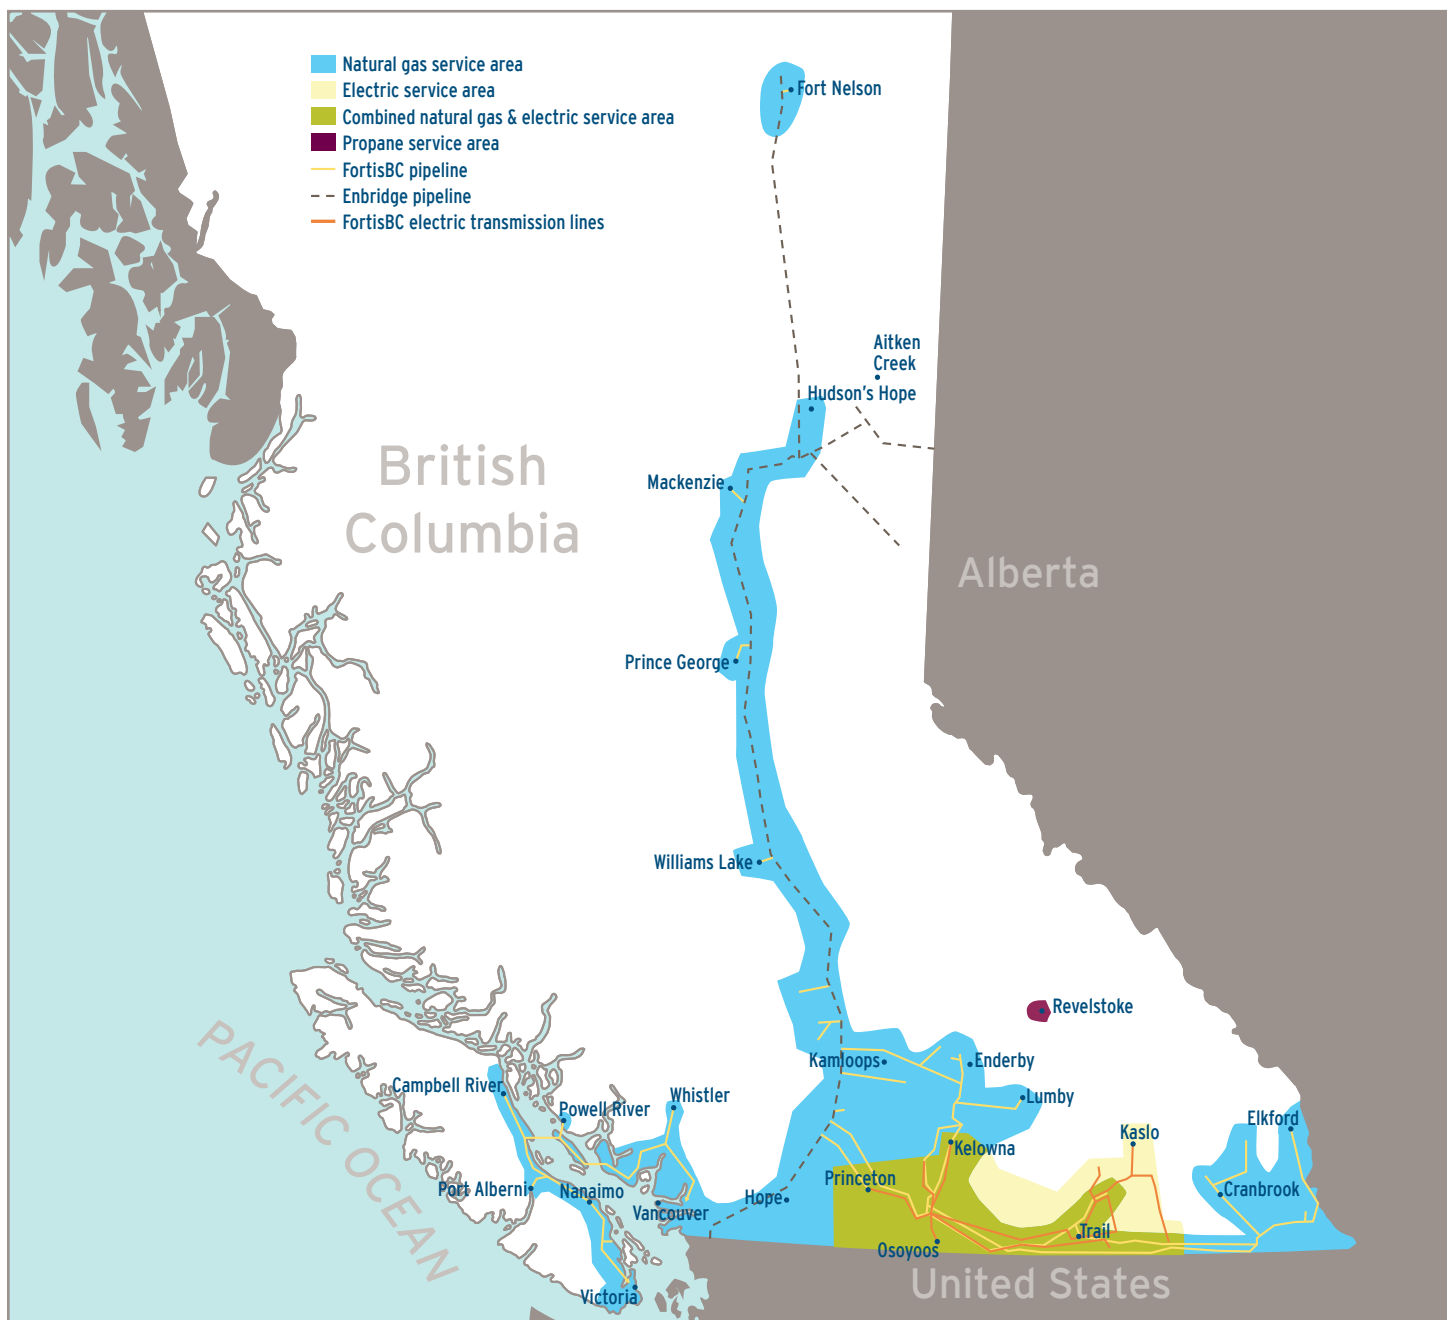 Natural gas service area
Electric service area
Combined natural gas & electric service area
Propane service area
FortisBC pipeline
Enbridge pipeline
FortisBC electric transmission lines
Fort Nelson
Aitken
Creek
Hudson's Hope
British
Columbia
Mackenzie
Alberta
Prince George
Williams Lake
Revelstoke
PACIFIC OCEAN
Kamloops
Enderby
Campbell River
Whistler
Lumby
Powell River
Elkford
Kaslo
Kelowna
Princeton
Port Alberni
Nanaimo
Cranbrook
Hope
Vancouver
Trail
Osoyoos
United States
Victoria